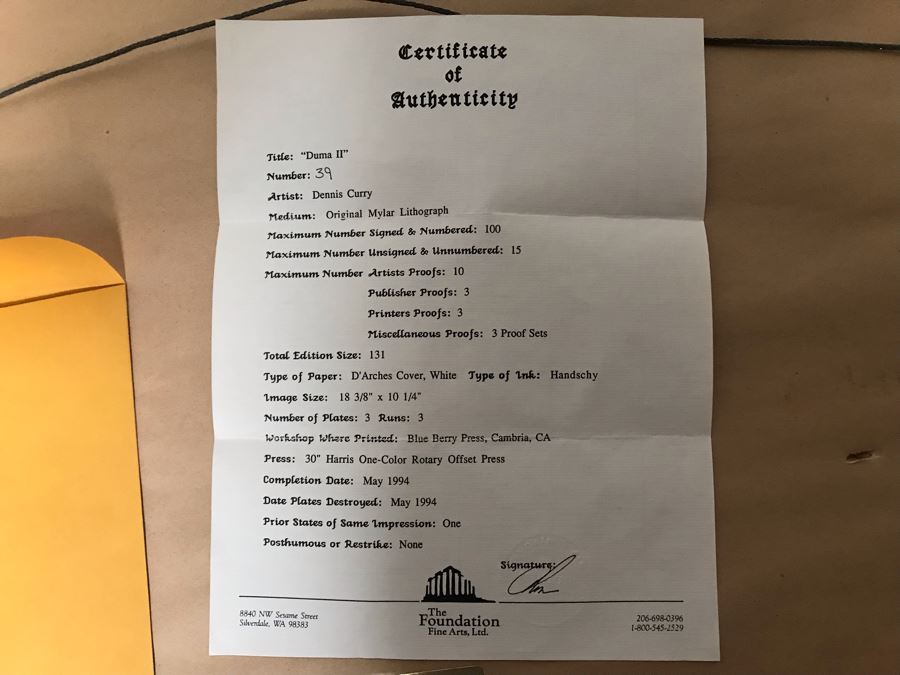 Certificate
of
Authenticity
Title: "Duma II"
Number: 39
Artist: Dennis Curry
Medium: Original Mylar Lithograph
Maximum Number Signed & Numbered: 100
Maximum Number Unsigned & Unnumbered: 15
Maximum Number Artists Proofs: 10
Publisher Proofs: 3
Printers Proofs: 3
Miscellaneous Proofs: 3 Proof Sets
Total Edition Size: 131
Type of Paper: D'Arches Cover, White Type of Ink: Handschy
Image Size: 18 3/8" x 10 1/4"
Number of Plates: 3 Runs: 3
Workshop Where Printed: Blue Berry Press, Cambria, CA
Press: 30" Harris One-Color Rotary Offset Press
Completion Date: May 1994
Date Plates Destroyed: May 1994
Prior States of Same Impression: One
Posthumous or Restrike: None
Signature:
8840 NW Sesame Street
Silverdale, WA 98383
The
Foundation
Fine Arts, Ltd.
206-698-0396
1-800-545-2529